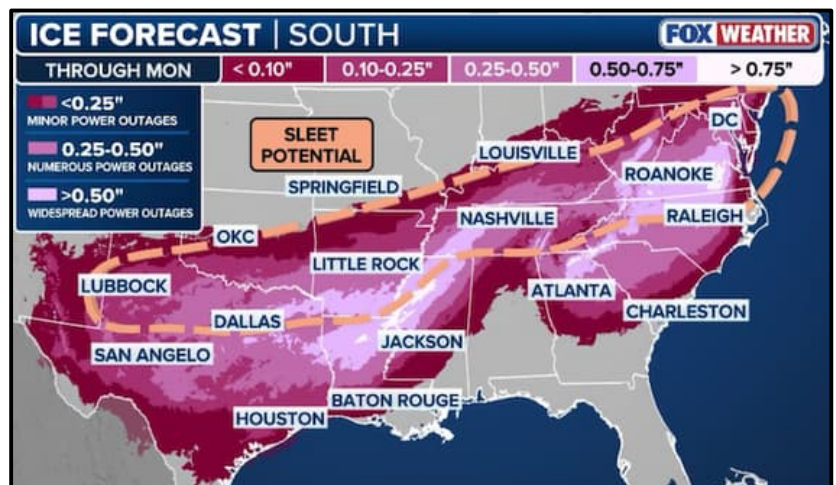 ICE FORECAST | SOUTH
FOX WEATHER
THROUGH MON
< 0.10"
0.10-0.25"
0.25-0.50"
0.50-0.75"
> 0.75"
<0.25"
MINOR POWER OUTAGES
0.25-0.50"
NUMEROUS POWER OUTAGES
>0.50"
WIDESPREAD POWER OUTAGES
SLEET
POTENTIAL
DC
LOUISVILLE
ROANOKE
SPRINGFIELD
NASHVILLE
RALEIGH
OKC
LITTLE ROCK
LUBBOCK
ATLANTA
CHARLESTON
DALLAS
JACKSON
SAN ANGELO
BATON ROUGE
HOUSTON